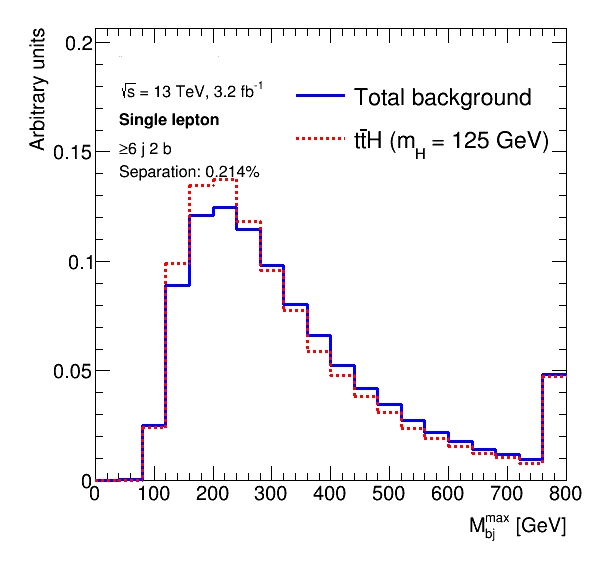 Arbitrary units
0.2
0.15
0.1
0.05
0
√s = 13 TeV, 3.2 fb⁻¹
Single lepton
≥6 j 2 b
Separation: 0.214%
Total background
tt̄H (m_H = 125 GeV)
0 100 200 300 400 500 600 700 800
M_bj^max [GeV]